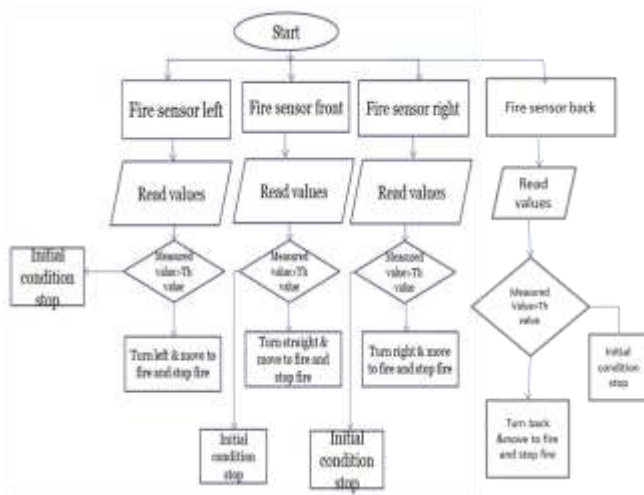 Start
Fire sensor left
Fire sensor front
Fire sensor right
Fire sensor back
Read values
Read values
Read values
Read
values
Initial
condition
stop
Measured
value>Th
value
Measured
value>Th
value
Measured
value>Th
value
Measured
Value>Th
value
Turn left & move to
fire and stop fire
Turn straight &
move to fire and
stop fire
Turn right & move
to fire and stop fire
Initial
condition
stop
Turn back
&move to fire
and stop fire
Initial
condition
stop
Initial
condition
stop